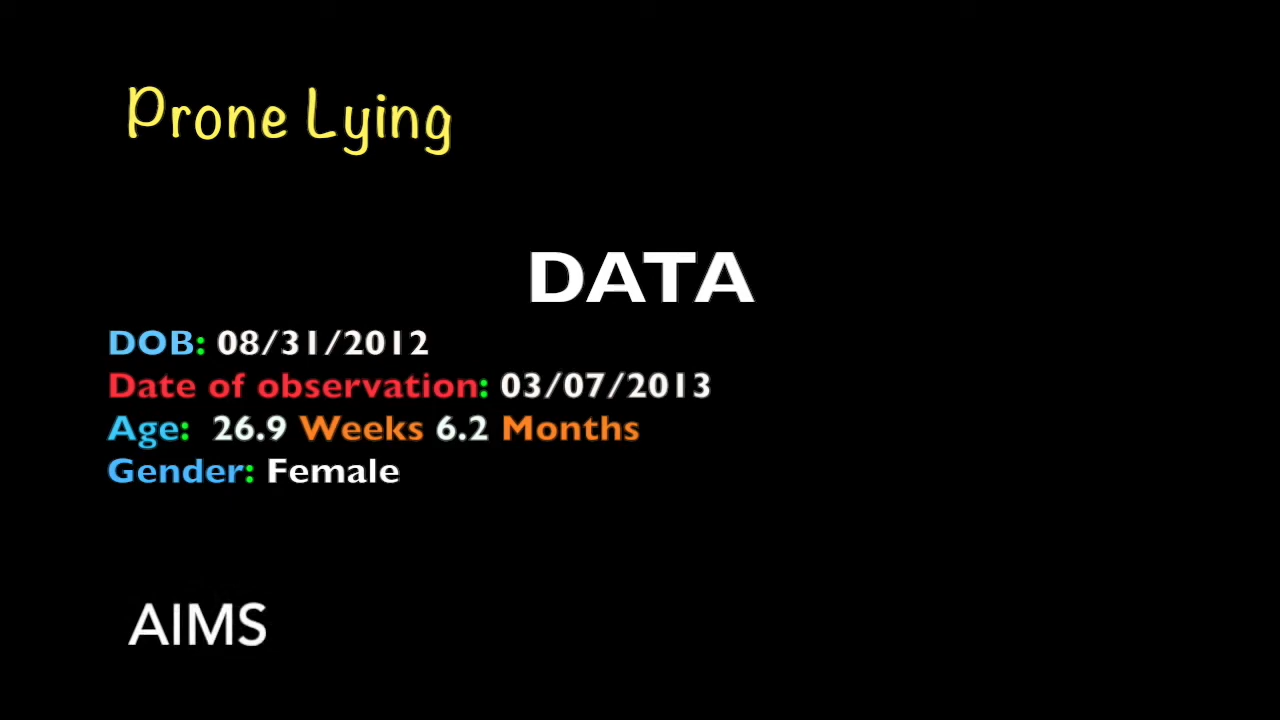 Prone Lying
DATA
DOB: 08/31/2012
Date of observation: 03/07/2013
Age: 26.9 Weeks 6.2 Months
Gender: Female
AIMS